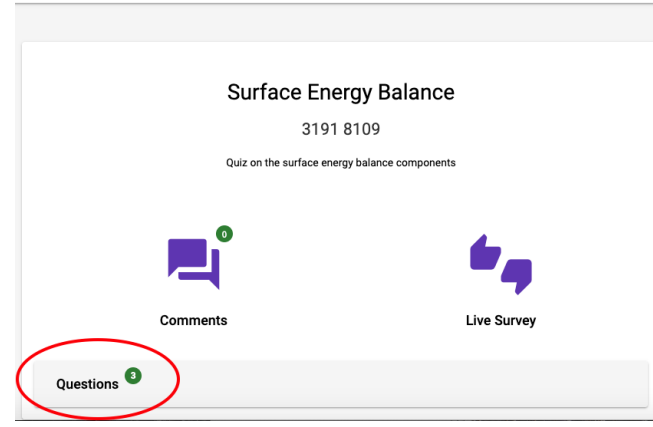 Surface Energy Balance
3191 8109
Quiz on the surface energy balance components
0
Comments
Live Survey
Questions 3